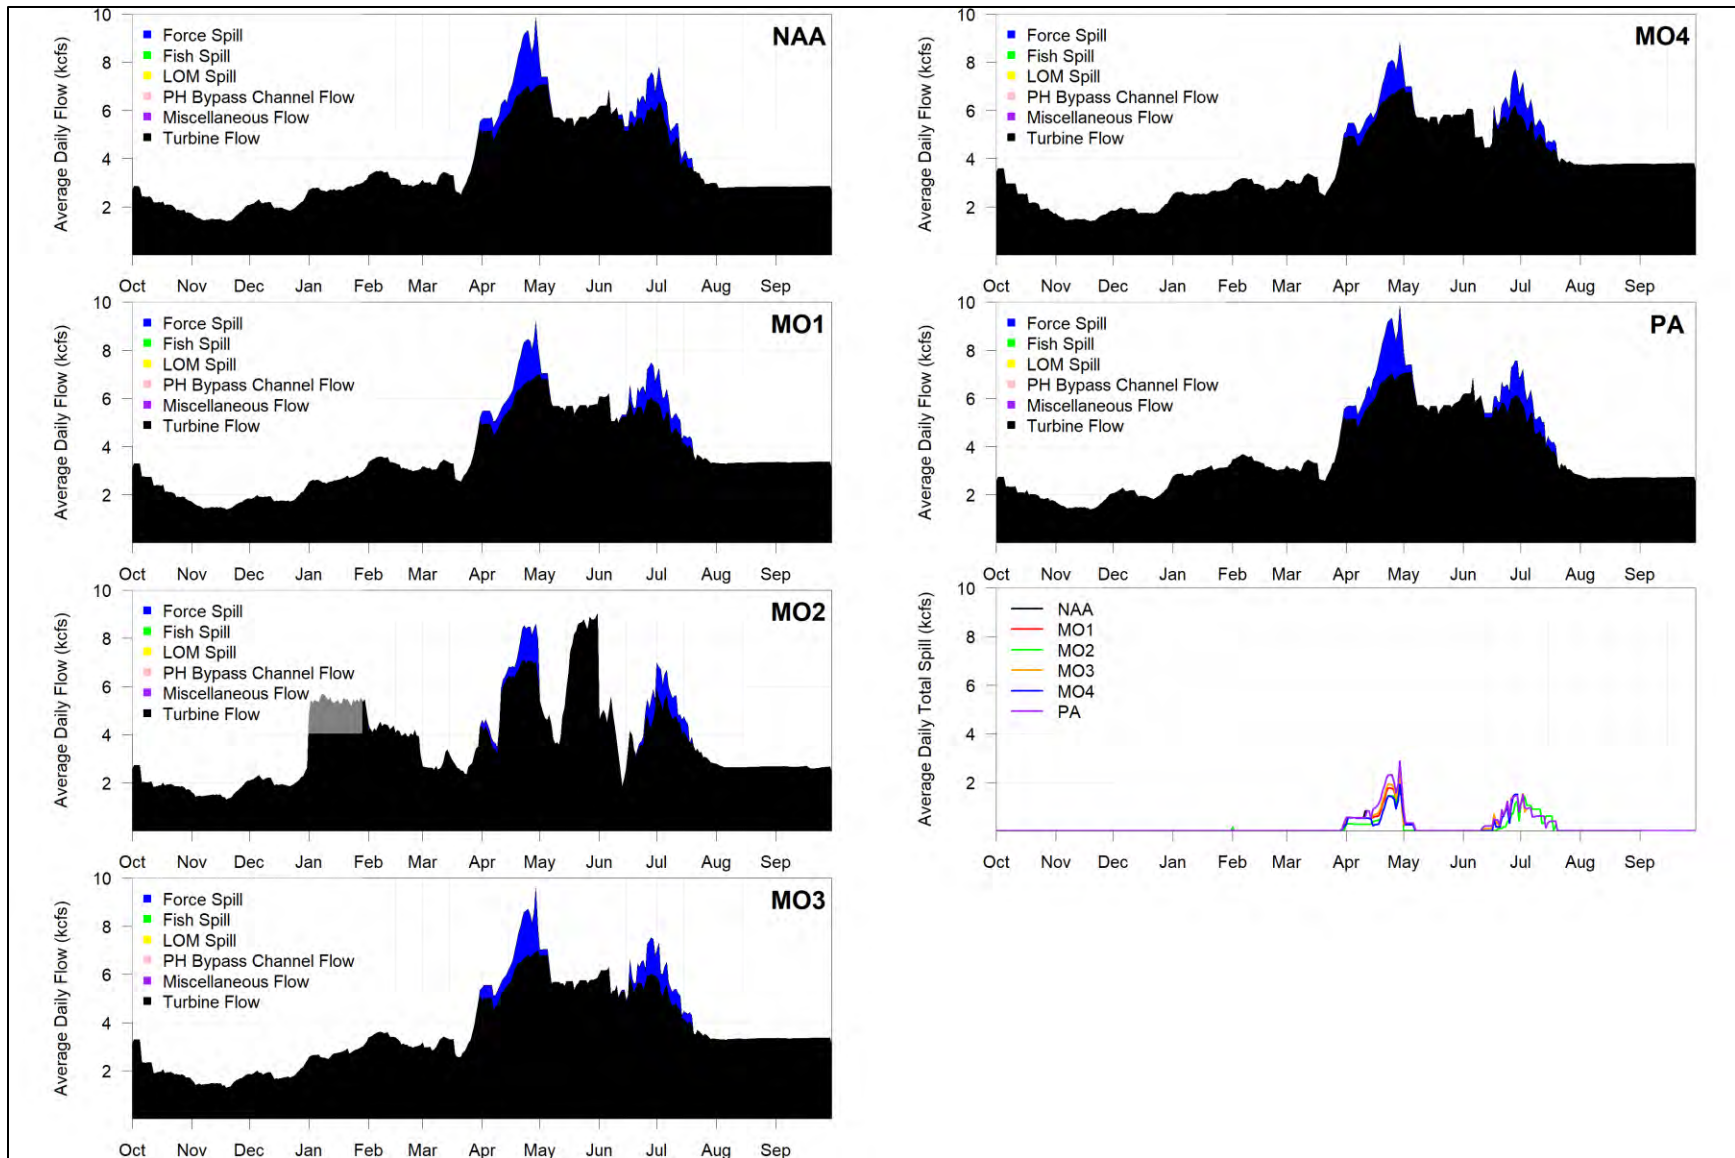 Average Daily Flow (kcfs)
10
8
6
4
2
Force Spill
Fish Spill
LOM Spill
PH Bypass Channel Flow
Miscellaneous Flow
Turbine Flow
NAA
Oct Nov Dec Jan Feb Mar Apr May Jun Jul Aug Sep
Average Daily Flow (kcfs)
10
8
6
4
2
Force Spill
Fish Spill
LOM Spill
PH Bypass Channel Flow
Miscellaneous Flow
Turbine Flow
MO1
Oct Nov Dec Jan Feb Mar Apr May Jun Jul Aug Sep
Average Daily Flow (kcfs)
10
8
6
4
2
Force Spill
Fish Spill
LOM Spill
PH Bypass Channel Flow
Miscellaneous Flow
Turbine Flow
MO2
Oct Nov Dec Jan Feb Mar Apr May Jun Jul Aug Sep
Average Daily Flow (kcfs)
10
8
6
4
2
Force Spill
Fish Spill
LOM Spill
PH Bypass Channel Flow
Miscellaneous Flow
Turbine Flow
MO3
Oct Nov Dec Jan Feb Mar Apr May Jun Jul Aug Sep
Average Daily Flow (kcfs)
10
8
6
4
2
Force Spill
Fish Spill
LOM Spill
PH Bypass Channel Flow
Miscellaneous Flow
Turbine Flow
MO4
Oct Nov Dec Jan Feb Mar Apr May Jun Jul Aug Sep
Average Daily Flow (kcfs)
10
8
6
4
2
Force Spill
Fish Spill
LOM Spill
PH Bypass Channel Flow
Miscellaneous Flow
Turbine Flow
PA
Oct Nov Dec Jan Feb Mar Apr May Jun Jul Aug Sep
Average Daily Total Spill (kcfs)
10
8
6
4
2
NAA
MO1
MO2
MO3
MO4
PA
Oct Nov Dec Jan Feb Mar Apr May Jun Jul Aug Sep